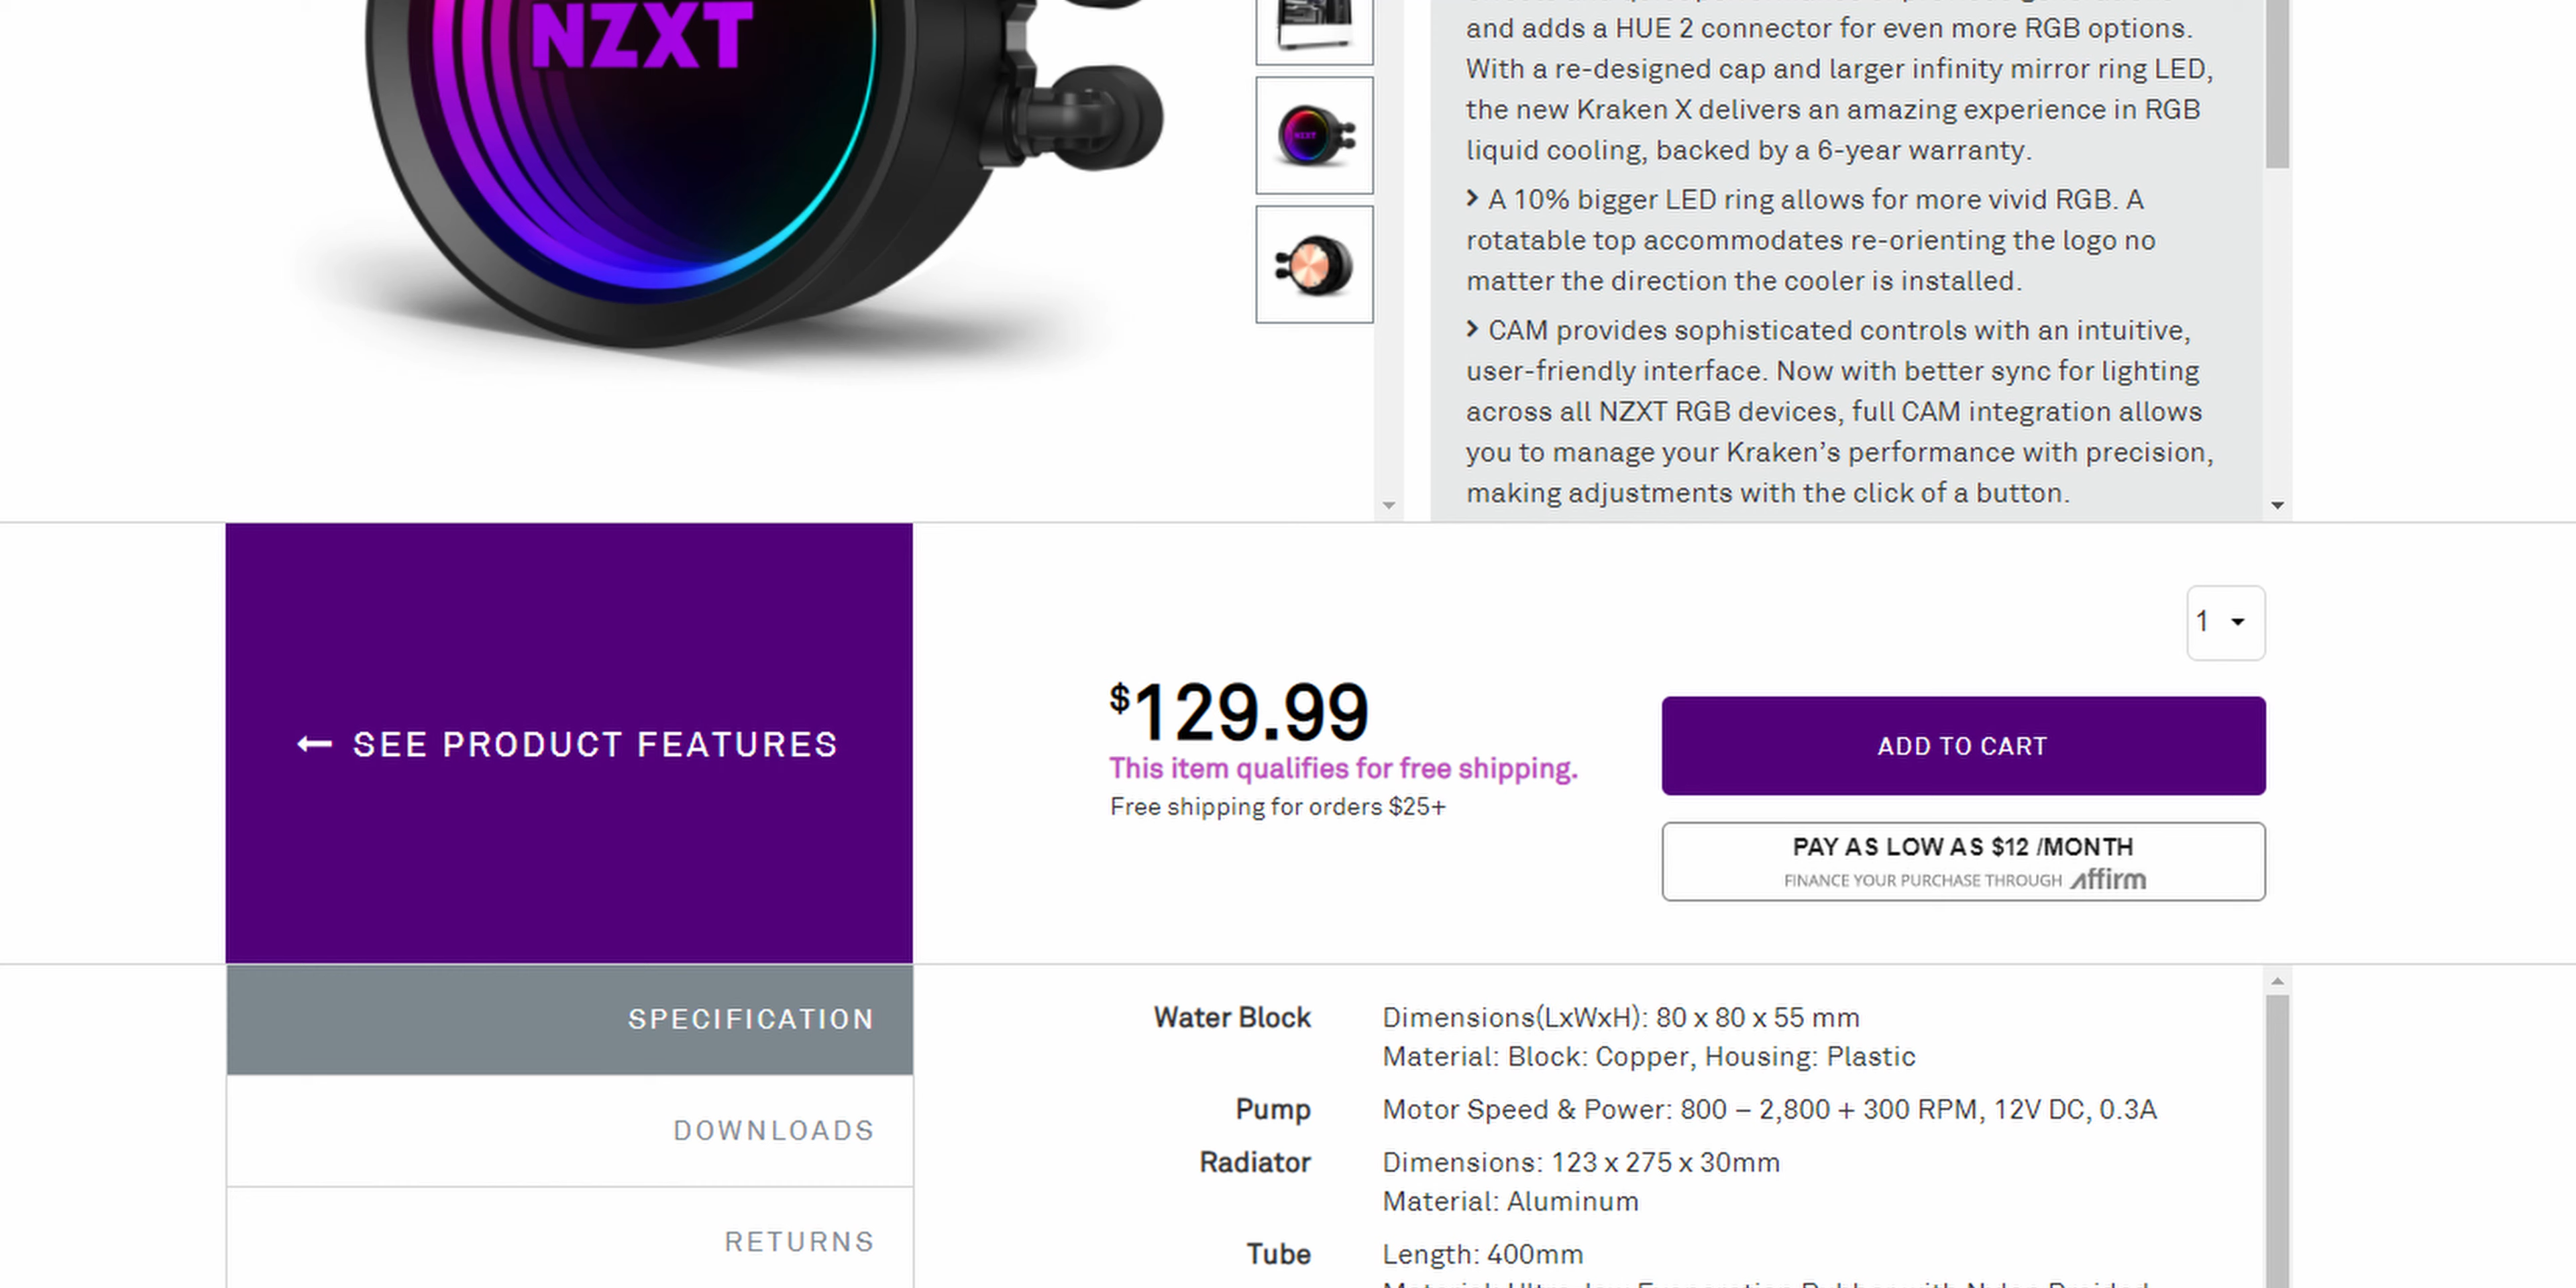 NZXT
and adds a HUE 2 connector for even more RGB options.
With a re-designed cap and larger infinity mirror ring LED,
the new Kraken X delivers an amazing experience in RGB
liquid cooling, backed by a 6-year warranty.
A 10% bigger LED ring allows for more vivid RGB. A
rotatable top accommodates re-orienting the logo no
matter the direction the cooler is installed.
CAM provides sophisticated controls with an intuitive,
user-friendly interface. Now with better sync for lighting
across all NZXT RGB devices, full CAM integration allows
you to manage your Kraken’s performance with precision,
making adjustments with the click of a button.
← SEE PRODUCT FEATURES
1
$129.99
This item qualifies for free shipping.
Free shipping for orders $25+
ADD TO CART
PAY AS LOW AS $12 /MONTH
FINANCE YOUR PURCHASE THROUGH affirm
SPECIFICATION
DOWNLOADS
RETURNS
Water Block
Dimensions(LxWxH): 80 x 80 x 55 mm
Material: Block: Copper, Housing: Plastic
Pump
Motor Speed & Power: 800 – 2,800 + 300 RPM, 12V DC, 0.3A
Radiator
Dimensions: 123 x 275 x 30mm
Material: Aluminum
Tube
Length: 400mm